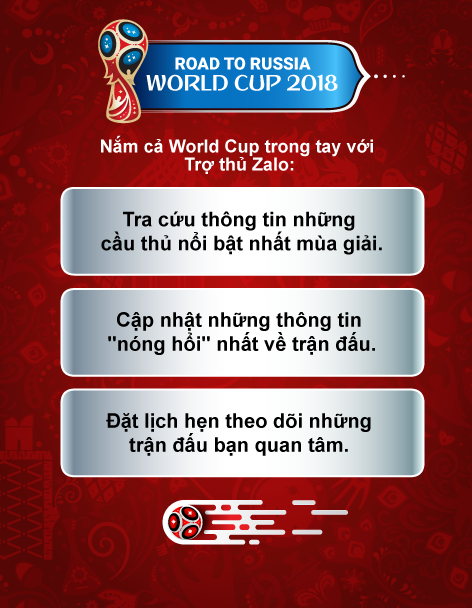 ROAD TO RUSSIA
WORLD CUP 2018
Nắm cả World Cup trong tay với
Trợ thủ Zalo:
Tra cứu thông tin những
cầu thủ nổi bật nhất mùa giải.
Cập nhật những thông tin
"nóng hổi" nhất về trận đấu.
Đặt lịch hẹn theo dõi những
trận đấu bạn quan tâm.